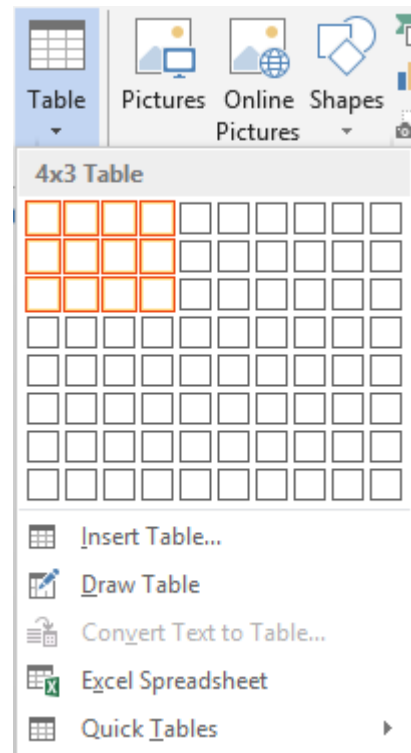 Table Pictures Online Shapes
Pictures
4x3 Table
Insert Table...
Draw Table
Convert Text to Table...
Excel Spreadsheet
Quick Tables